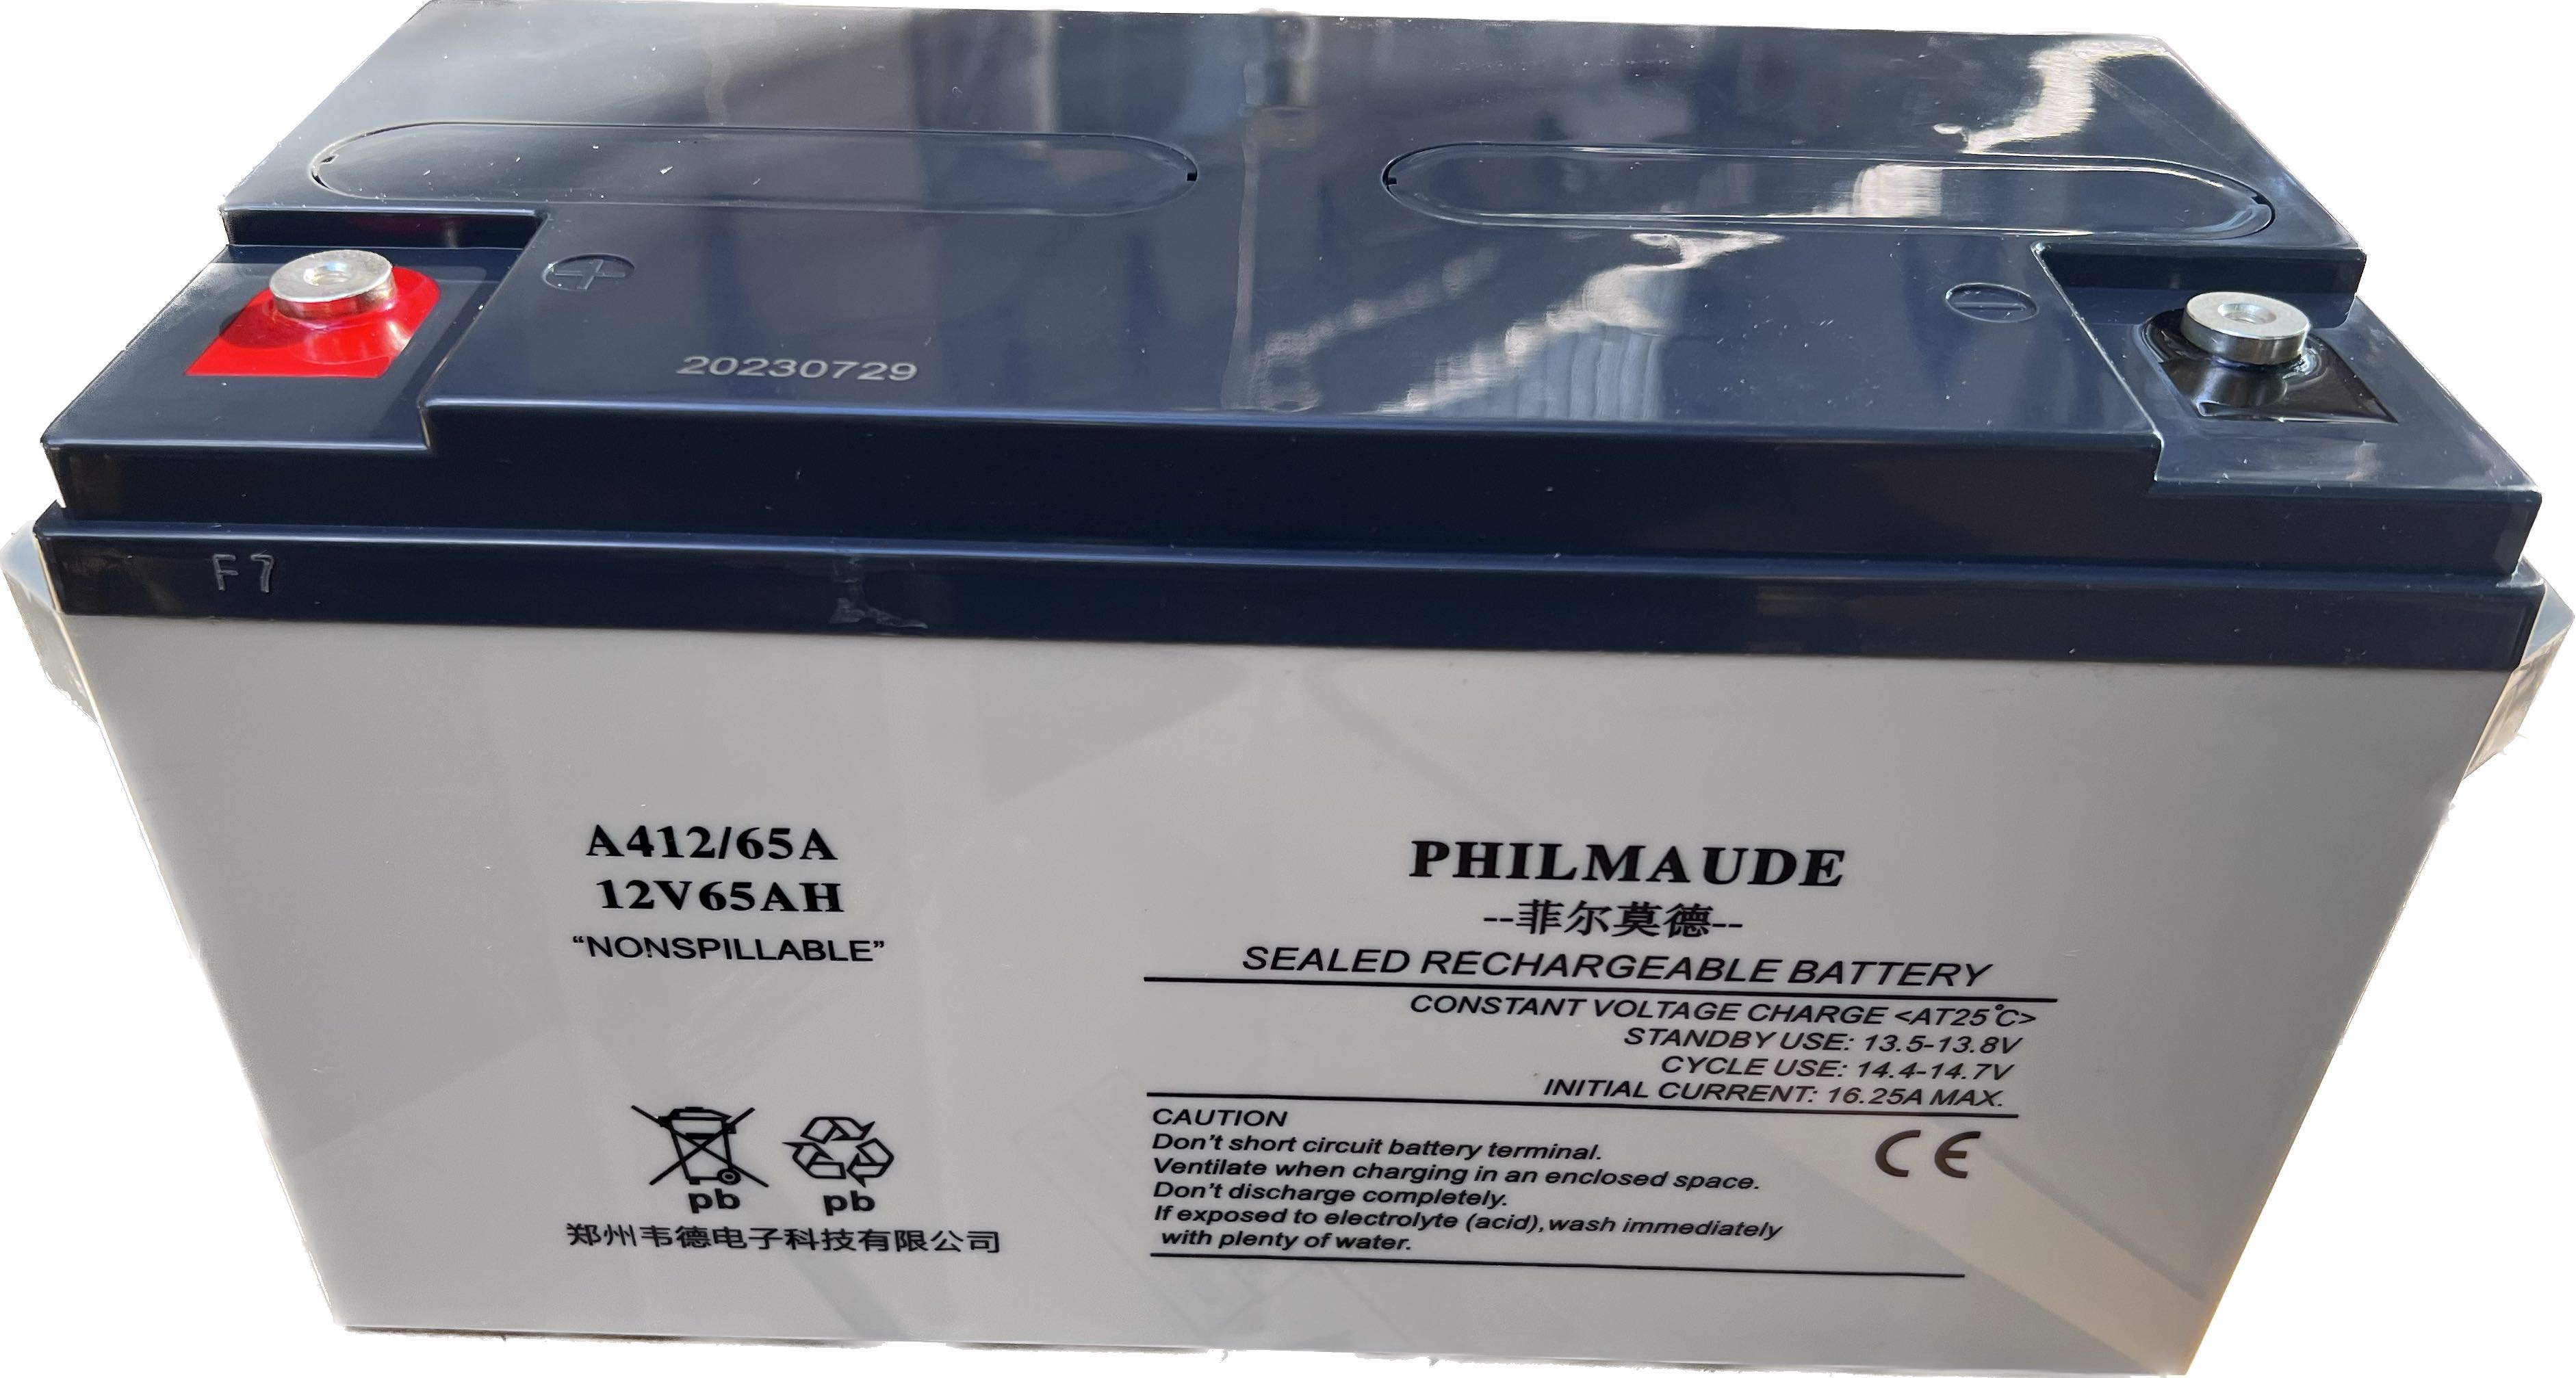 +
-
20230729
F7
A412/65A
12V65AH
“NONSPILLABLE”
PHILMAUDE
--菲尔莫德--
SEALED RECHARGEABLE BATTERY
CONSTANT VOLTAGE CHARGE <AT25℃>
STANDBY USE: 13.5-13.8V
CYCLE USE: 14.4-14.7V
INITIAL CURRENT: 16.25A MAX.
CAUTION
Don't short circuit battery terminal.
Ventilate when charging in an enclosed space.
Don't discharge completely.
If exposed to electrolyte (acid),wash immediately
with plenty of water.
CE
pb
pb
郑州韦德电子科技有限公司